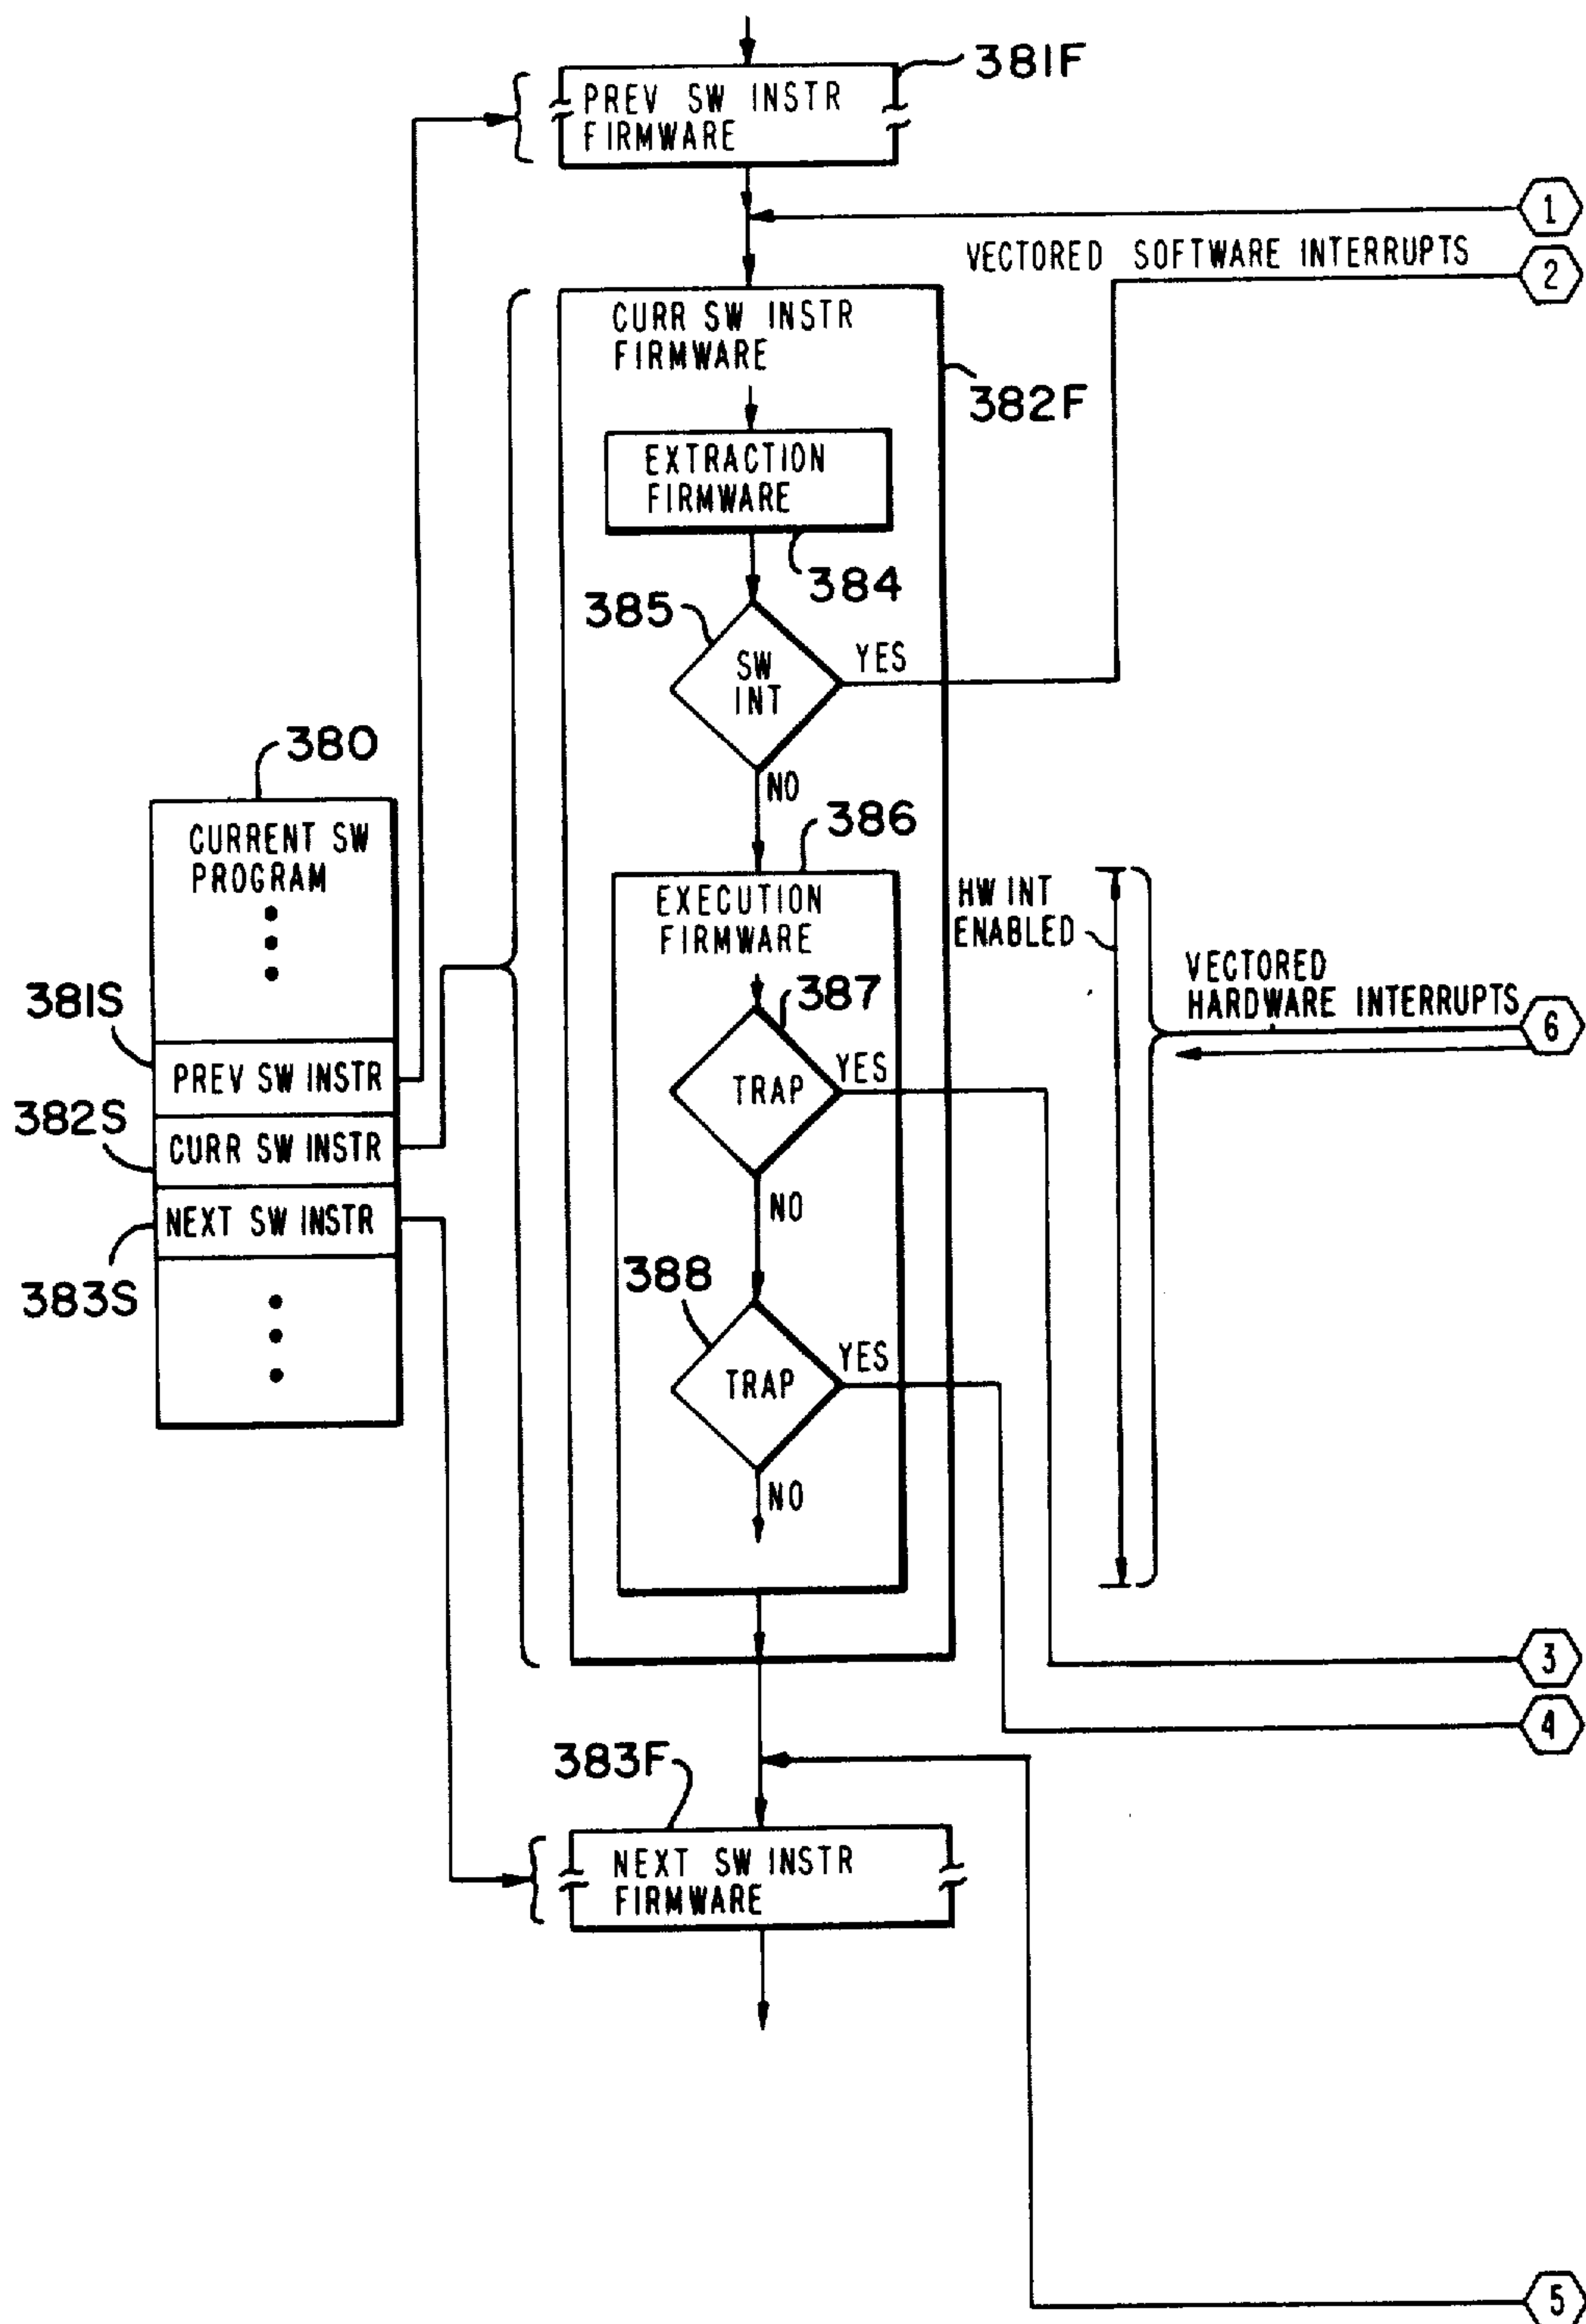 381F
PREV SW INSTR
FIRMWARE
1
VECTORED SOFTWARE INTERRUPTS
2
CURR SW INSTR
FIRMWARE
382F
EXTRACTION
FIRMWARE
384
385
SW
INT
YES
NO
380
CURRENT SW
PROGRAM
381S
PREV SW INSTR
382S
CURR SW INSTR
NEXT SW INSTR
383S
386
EXECUTION
FIRMWARE
HW INT
ENABLED
387
VECTORED
HARDWARE INTERRUPTS
6
TRAP
YES
NO
388
TRAP
YES
NO
3
4
383F
NEXT SW INSTR
FIRMWARE
5